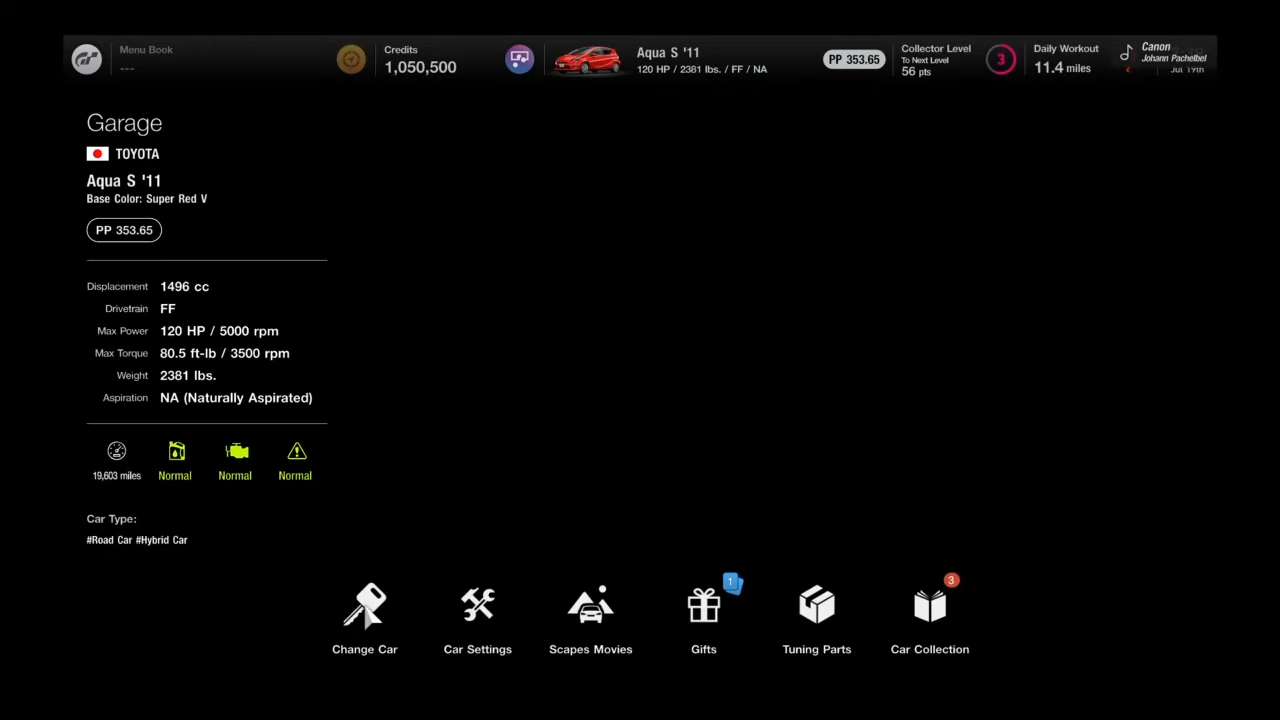 Menu Book
---
Credits
1,050,500
Aqua S '11
120 HP / 2381 lbs. / FF / NA
PP 353.65
Collector Level
To Next Level
56 pts
3
Daily Workout
11.4 miles
Canon
Johann Pachelbel
Jul 19th
Garage
TOYOTA
Aqua S '11
Base Color: Super Red V
PP 353.65
Displacement 1496 cc
Drivetrain FF
Max Power 120 HP / 5000 rpm
Max Torque 80.5 ft-lb / 3500 rpm
Weight 2381 lbs.
Aspiration NA (Naturally Aspirated)
19,603 miles Normal Normal Normal
Car Type:
#Road Car #Hybrid Car
1
3
Change Car Car Settings Scapes Movies Gifts Tuning Parts Car Collection